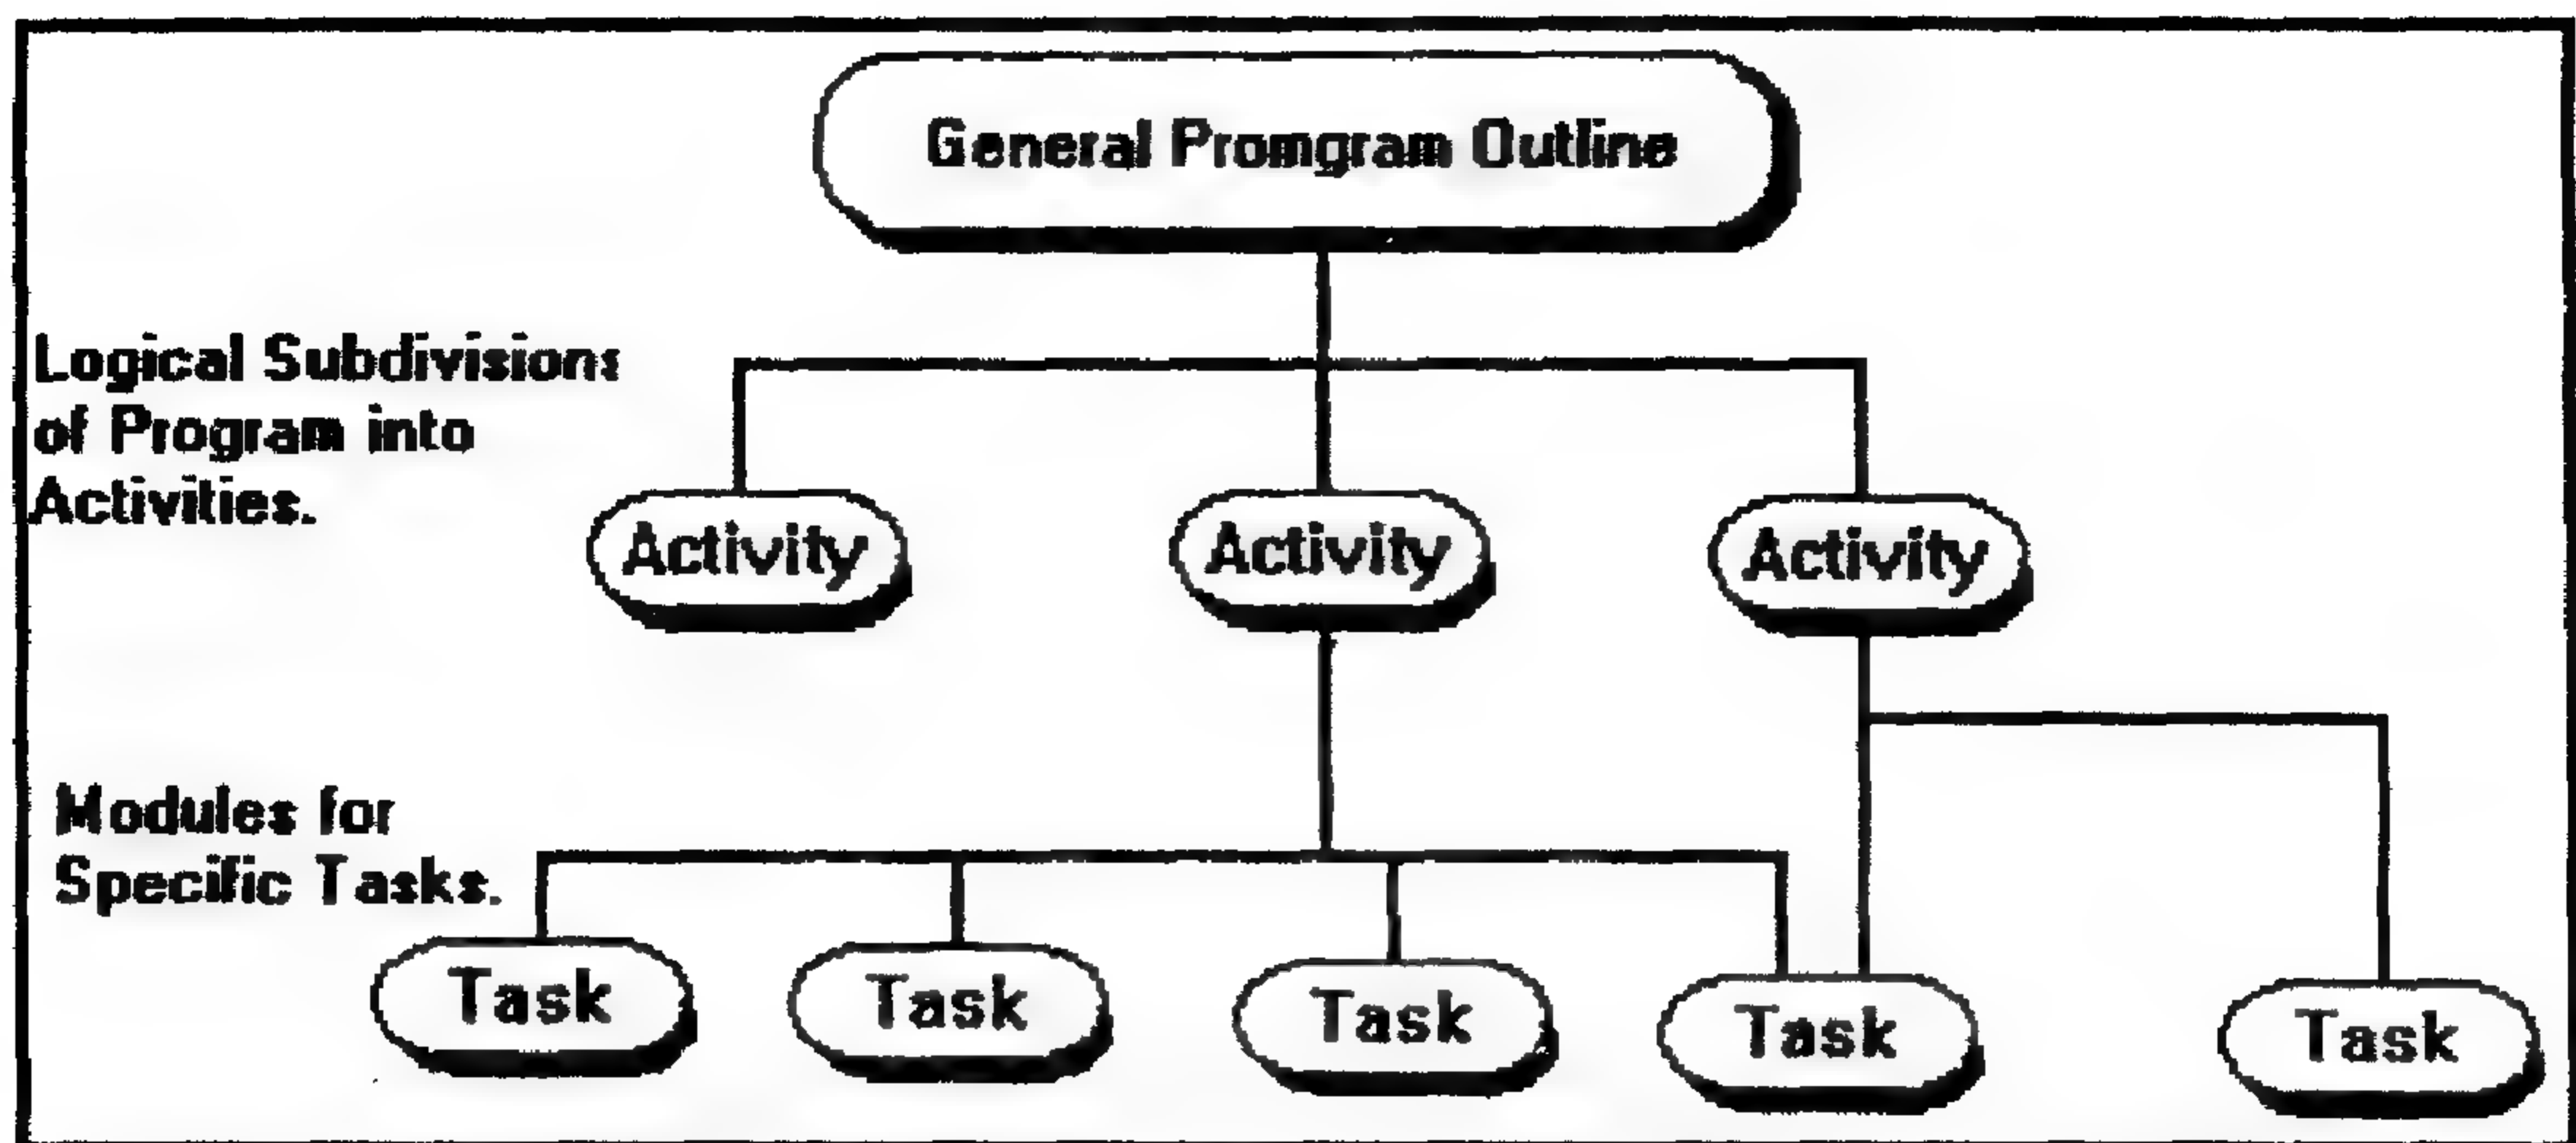 General Promgram Outline
Logical Subdivisions
of Program into
Activities.
Activity
Activity
Activity
Modules for
Specific Tasks.
Task
Task
Task
Task
Task